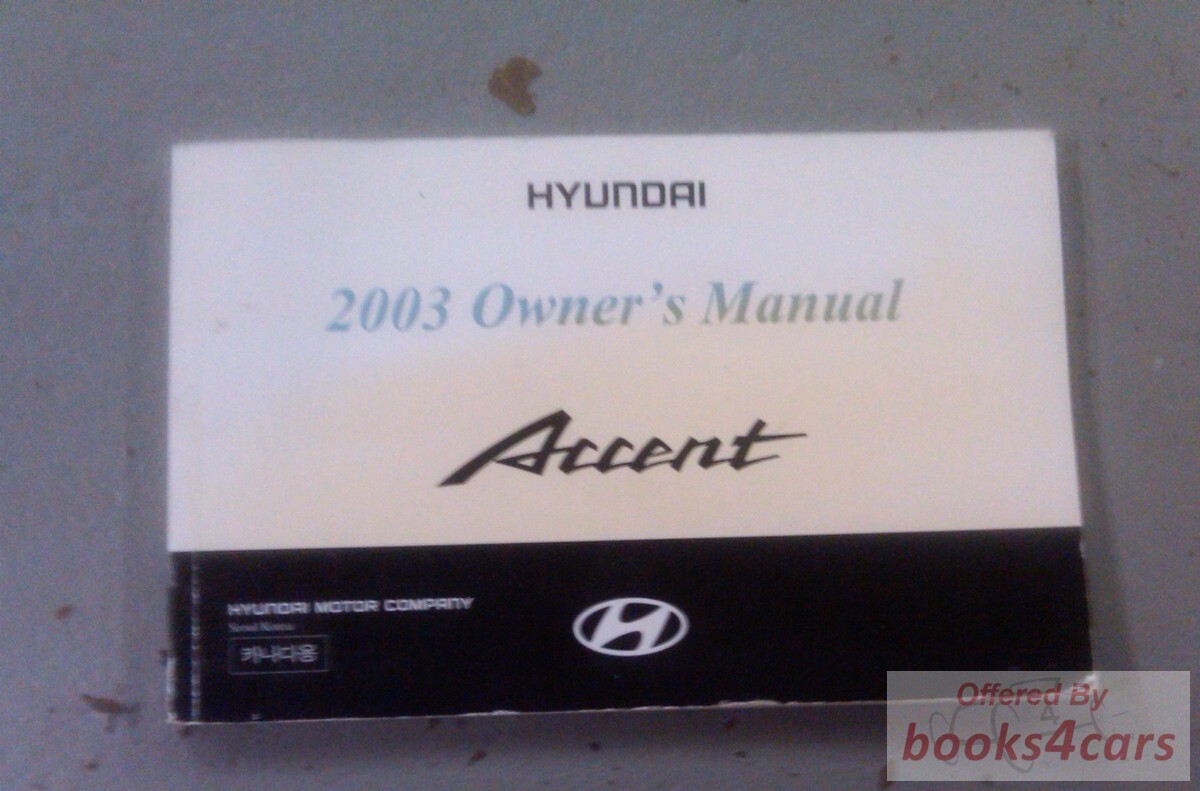 HYUNDAI
2003 Owner's Manual
Accent
HYUNDAI MOTOR COMPANY
Seoul Korea
캐나다용
Offered By
books4cars